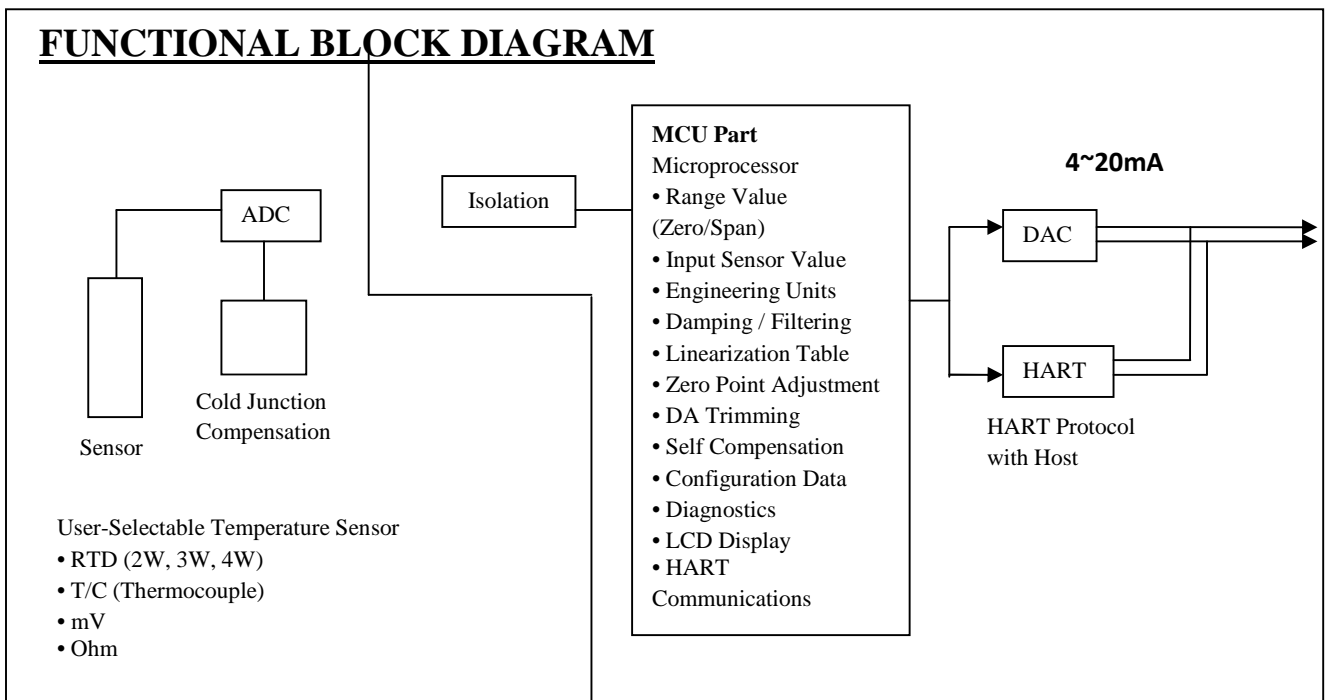 FUNCTIONAL BLOCK DIAGRAM
ADC
Sensor
Cold Junction
Compensation
User-Selectable Temperature Sensor
• RTD (2W, 3W, 4W)
• T/C (Thermocouple)
• mV
• Ohm
Isolation
MCU Part
Microprocessor
• Range Value
(Zero/Span)
• Input Sensor Value
• Engineering Units
• Damping / Filtering
• Linearization Table
• Zero Point Adjustment
• DA Trimming
• Self Compensation
• Configuration Data
• Diagnostics
• LCD Display
• HART
Communications
4~20mA
DAC
HART
HART Protocol
with Host